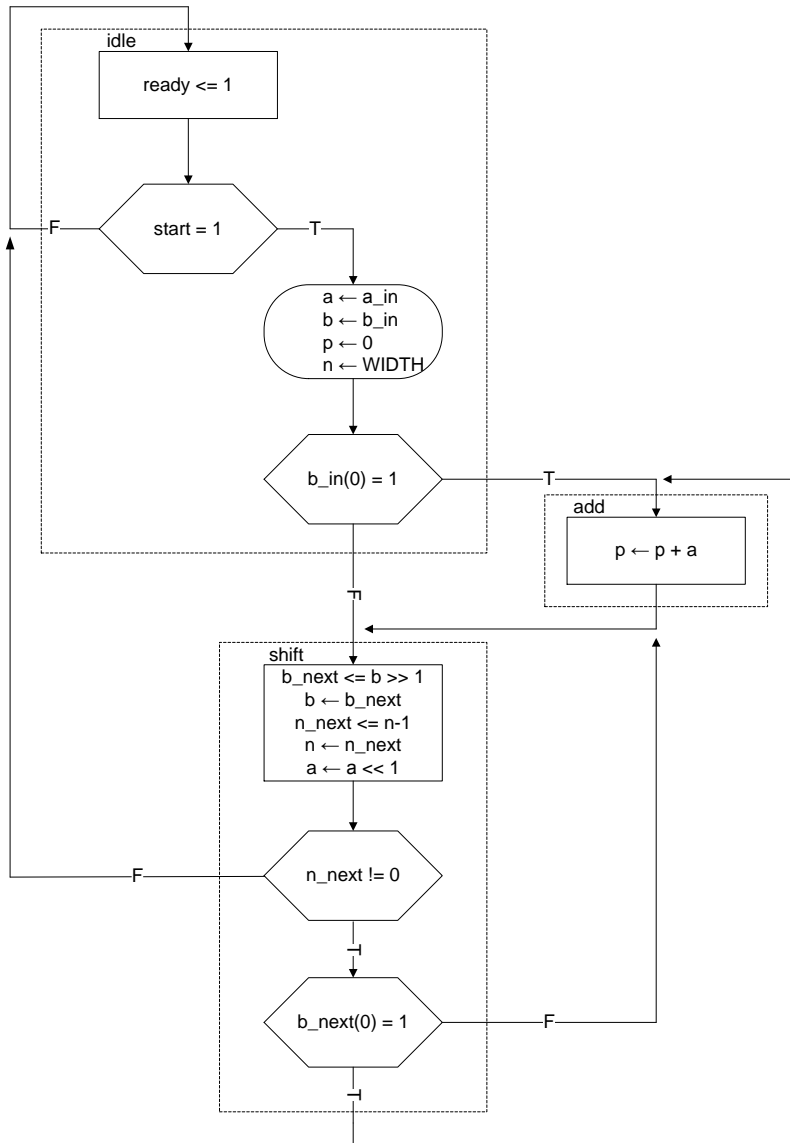 idle
ready <= 1
start = 1
F
T
a ← a_in
b ← b_in
p ← 0
n ← WIDTH
b_in(0) = 1
T
F
add
p ← p + a
shift
b_next <= b >> 1
b ← b_next
n_next <= n-1
n ← n_next
a ← a << 1
n_next != 0
F
T
b_next(0) = 1
F
T